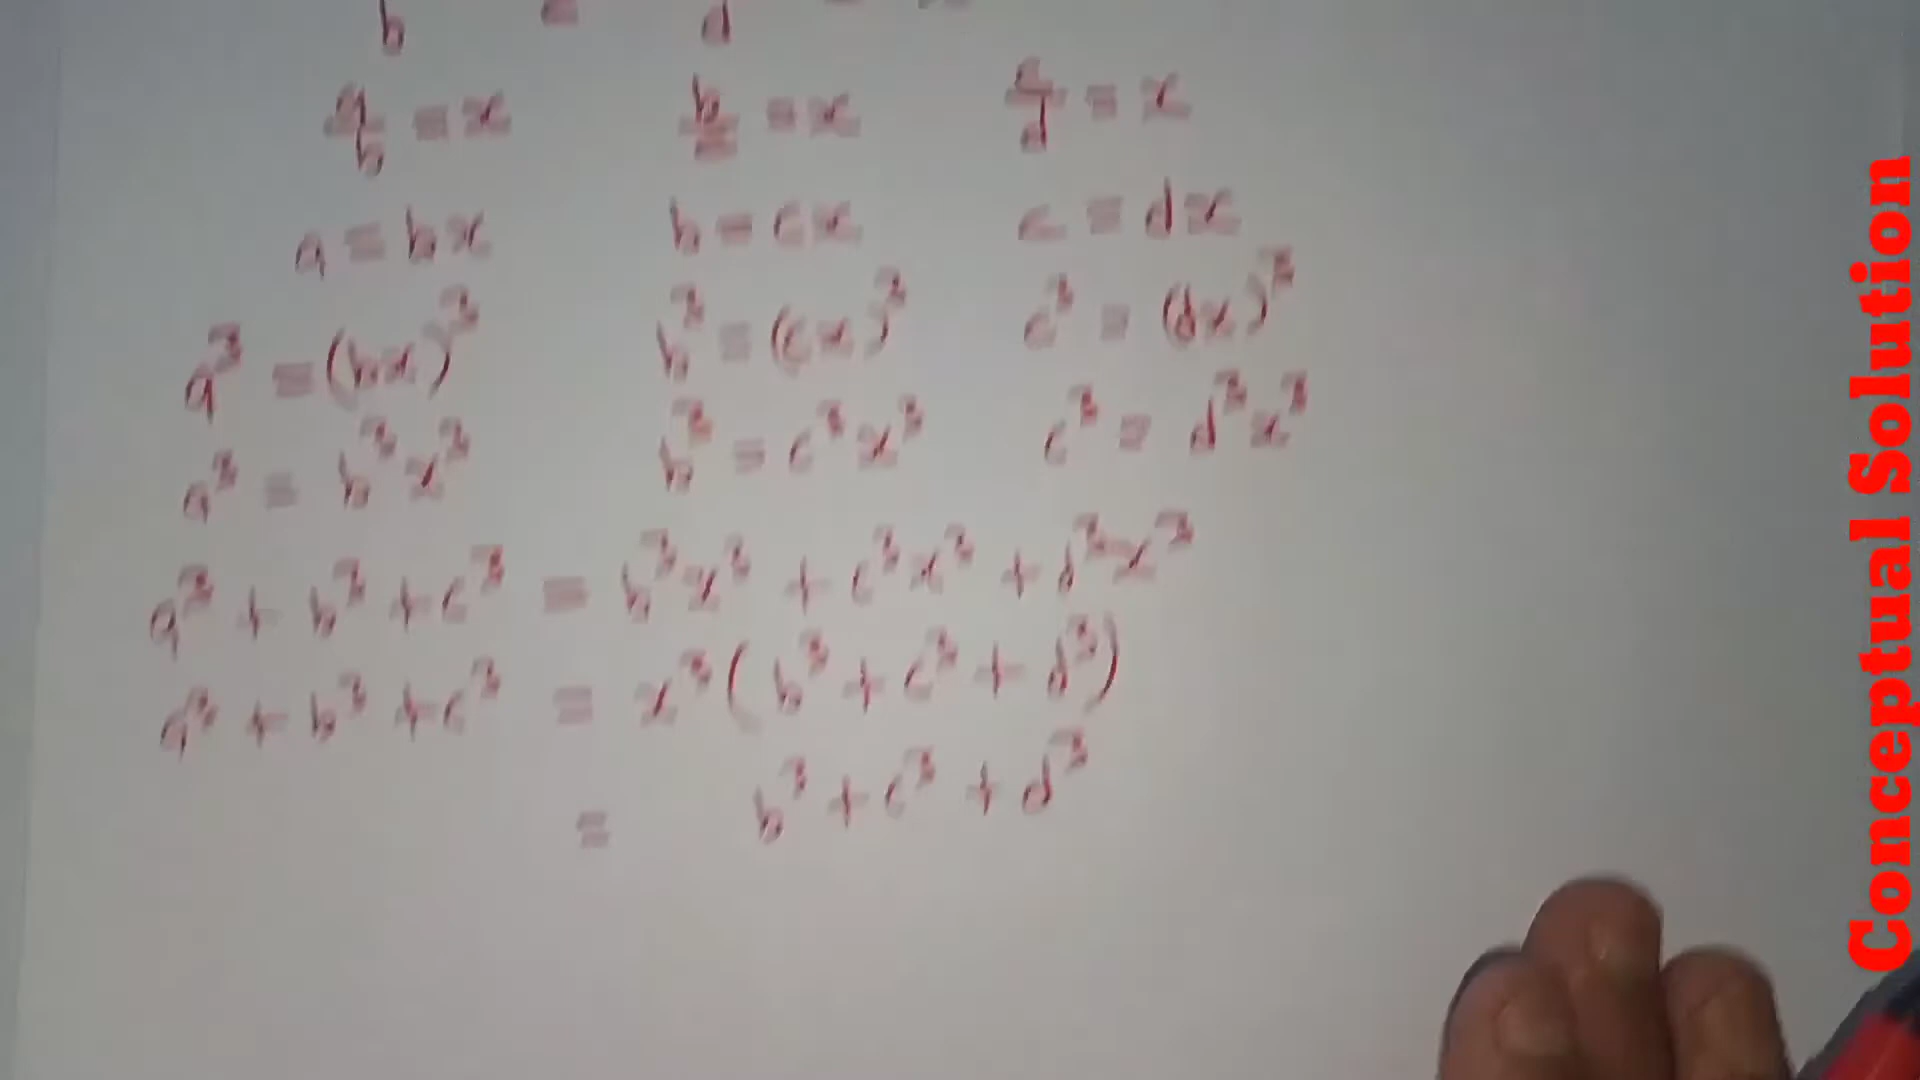 b = d =
a/b = x b/c = x c/d = x
a = bx b = cx c = dx
a³ = (bx)³ b³ = (cx)³ c³ = (dx)³
a³ = b³x³ b³ = c³x³ c³ = d³x³
a³ + b³ + c³ = b³x³ + c³x³ + d³x³
a³ + b³ + c³ = x³(b³ + c³ + d³)
= b³ + c³ + d³
Conceptual Solution